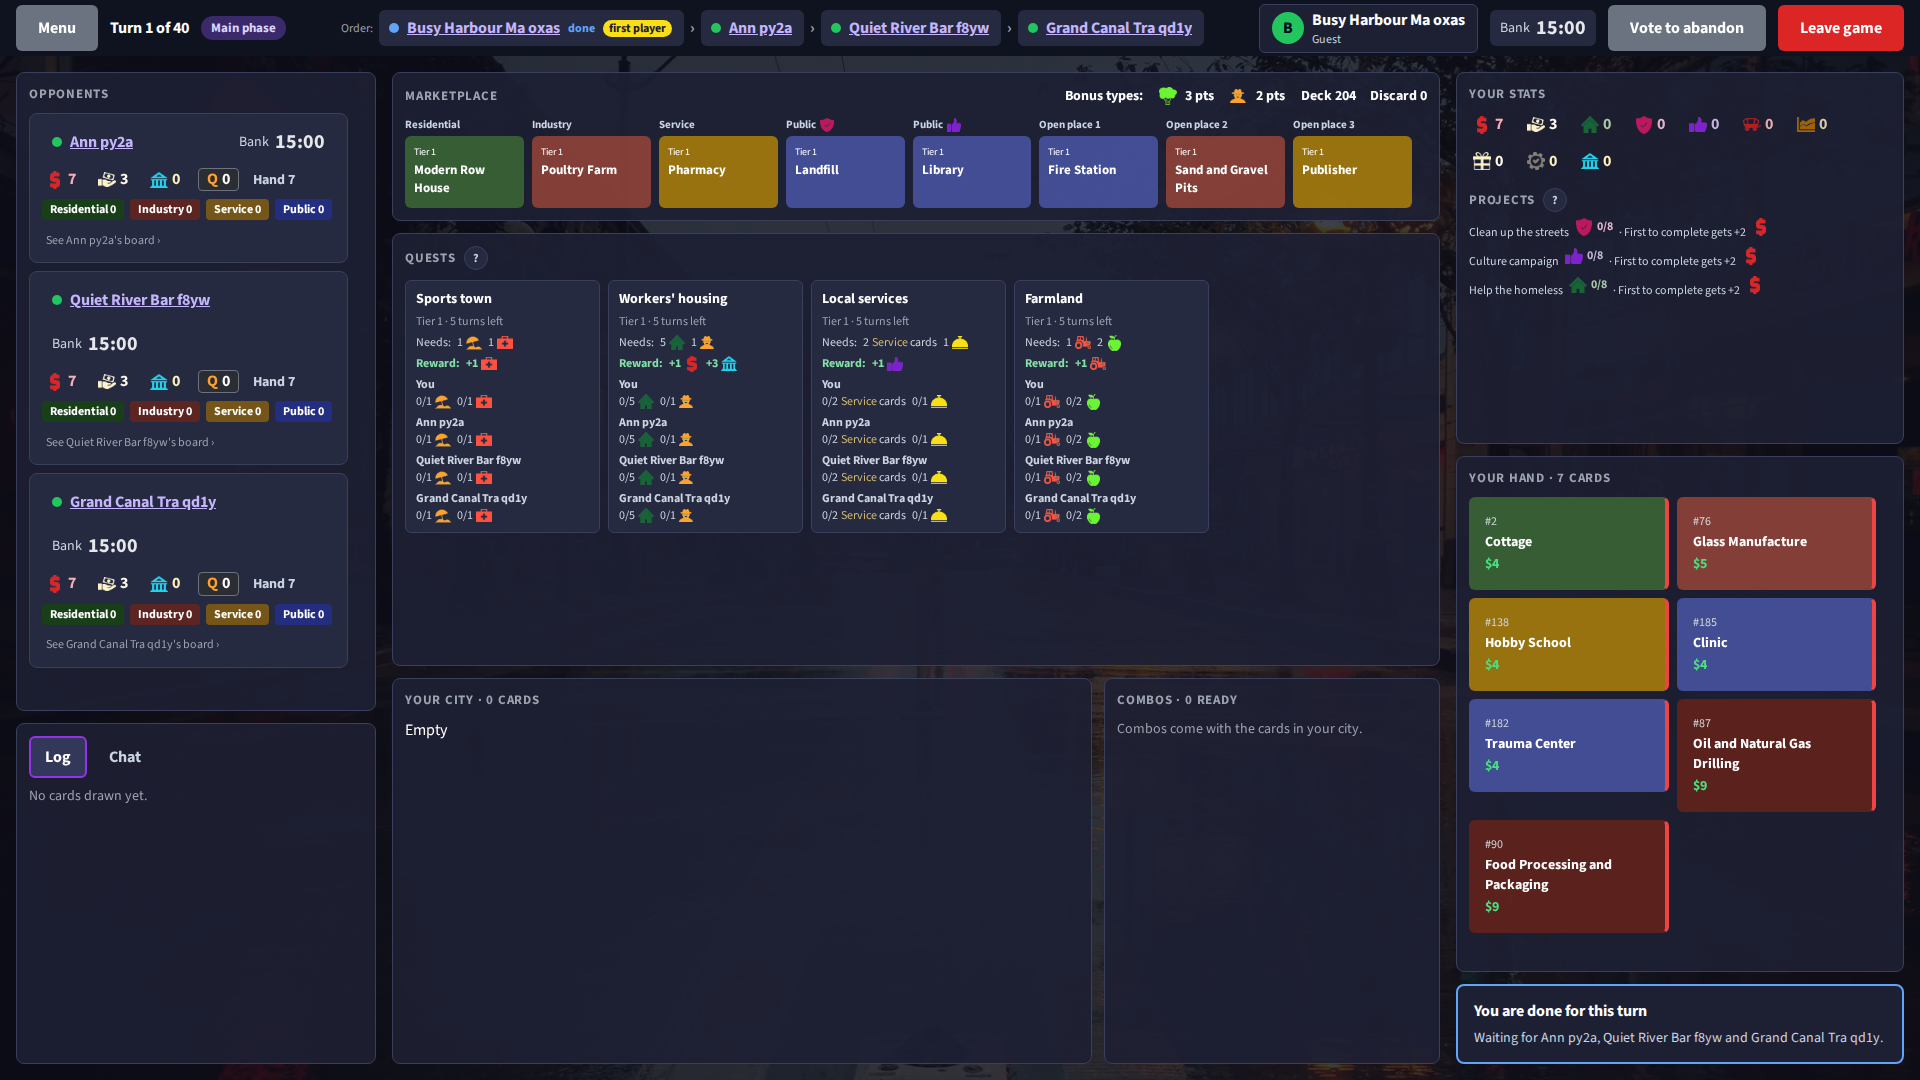 Menu
Turn 1 of 40
Main phase
Order:
Busy Harbour Ma oxas done first player
›
Ann py2a
›
Quiet River Bar f8yw
›
Grand Canal Tra qd1y
B
Busy Harbour Ma oxas
Guest
Bank 15:00
Vote to abandon
Leave game
OPPONENTS
Ann py2a
Bank 15:00
7 3 0 Q 0 Hand 7
Residential 0 Industry 0 Service 0 Public 0
See Ann py2a's board ›
Quiet River Bar f8yw
Bank 15:00
7 3 0 Q 0 Hand 7
Residential 0 Industry 0 Service 0 Public 0
See Quiet River Bar f8yw's board ›
Grand Canal Tra qd1y
Bank 15:00
7 3 0 Q 0 Hand 7
Residential 0 Industry 0 Service 0 Public 0
See Grand Canal Tra qd1y's board ›
Log
Chat
No cards drawn yet.
MARKETPLACE
Bonus types: 3 pts 2 pts Deck 204 Discard 0
Residential
Tier 1
Modern Row
House
Industry
Tier 1
Poultry Farm
Service
Tier 1
Pharmacy
Public
Tier 1
Landfill
Public
Tier 1
Library
Open place 1
Tier 1
Fire Station
Open place 2
Tier 1
Sand and Gravel
Pits
Open place 3
Tier 1
Publisher
QUESTS ?
Sports town
Tier 1 · 5 turns left
Needs: 1 1
Reward: +1
You
0/1 0/1
Ann py2a
0/1 0/1
Quiet River Bar f8yw
0/1 0/1
Grand Canal Tra qd1y
0/1 0/1
Workers' housing
Tier 1 · 5 turns left
Needs: 5 1
Reward: +1 +3
You
0/5 0/1
Ann py2a
0/5 0/1
Quiet River Bar f8yw
0/5 0/1
Grand Canal Tra qd1y
0/5 0/1
Local services
Tier 1 · 5 turns left
Needs: 2 Service cards 1
Reward: +1
You
0/2 Service cards 0/1
Ann py2a
0/2 Service cards 0/1
Quiet River Bar f8yw
0/2 Service cards 0/1
Grand Canal Tra qd1y
0/2 Service cards 0/1
Farmland
Tier 1 · 5 turns left
Needs: 1 2
Reward: +1
You
0/1 0/2
Ann py2a
0/1 0/2
Quiet River Bar f8yw
0/1 0/2
Grand Canal Tra qd1y
0/1 0/2
YOUR CITY · 0 CARDS
Empty
COMBOS · 0 READY
Combos come with the cards in your city.
YOUR STATS
7 3 0 0 0 0 0
0 0 0
PROJECTS ?
Clean up the streets 0/8 · First to complete gets +2
Culture campaign 0/8 · First to complete gets +2
Help the homeless 0/8 · First to complete gets +2
YOUR HAND · 7 CARDS
#2
Cottage
$4
#76
Glass Manufacture
$5
#138
Hobby School
$4
#185
Clinic
$4
#182
Trauma Center
$4
#87
Oil and Natural Gas
Drilling
$9
#90
Food Processing and
Packaging
$9
You are done for this turn
Waiting for Ann py2a, Quiet River Bar f8yw and Grand Canal Tra qd1y.